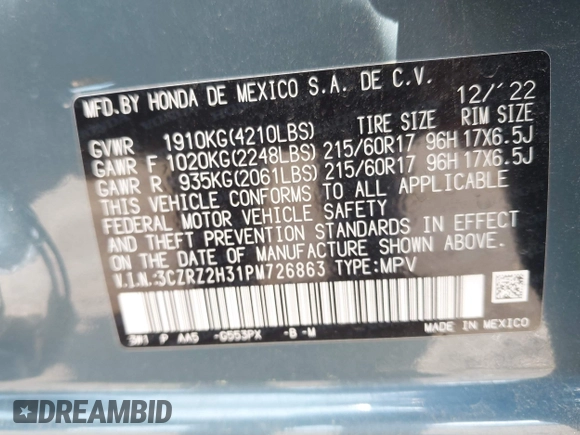 MFD.BY HONDA DE MEXICO S.A. DE C.V. 12/'22
GVWR 1910KG(4210LBS) TIRE SIZE RIM SIZE
GAWR F 1020KG(2248LBS) 215/60R17 96H 17X6.5J
GAWR R 935KG(2061LBS) 215/60R17 96H 17X6.5J
THIS VEHICLE CONFORMS TO ALL APPLICABLE
FEDERAL MOTOR VEHICLE SAFETY
AND THEFT PREVENTION STANDARDS IN EFFECT
ON THE DATE OF MANUFACTURE SHOWN ABOVE.
V.I.N.:3CZRZ2H31PM726863 TYPE:MPV
3W1 P AA5 -G553PX -B -M
MADE IN MEXICO
DREAMBID